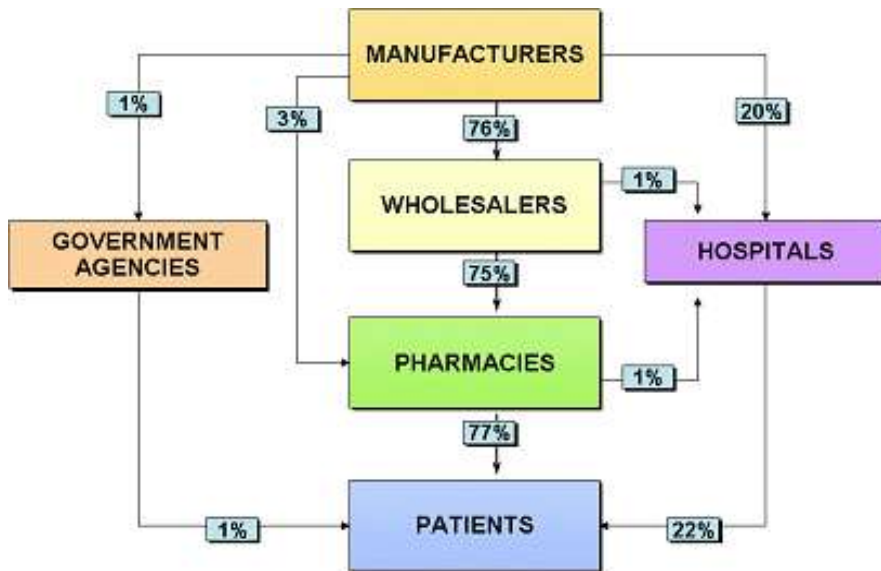 MANUFACTURERS
1%
3%
76%
20%
WHOLESALERS
1%
GOVERNMENT
AGENCIES
HOSPITALS
75%
PHARMACIES
1%
77%
PATIENTS
1%
22%